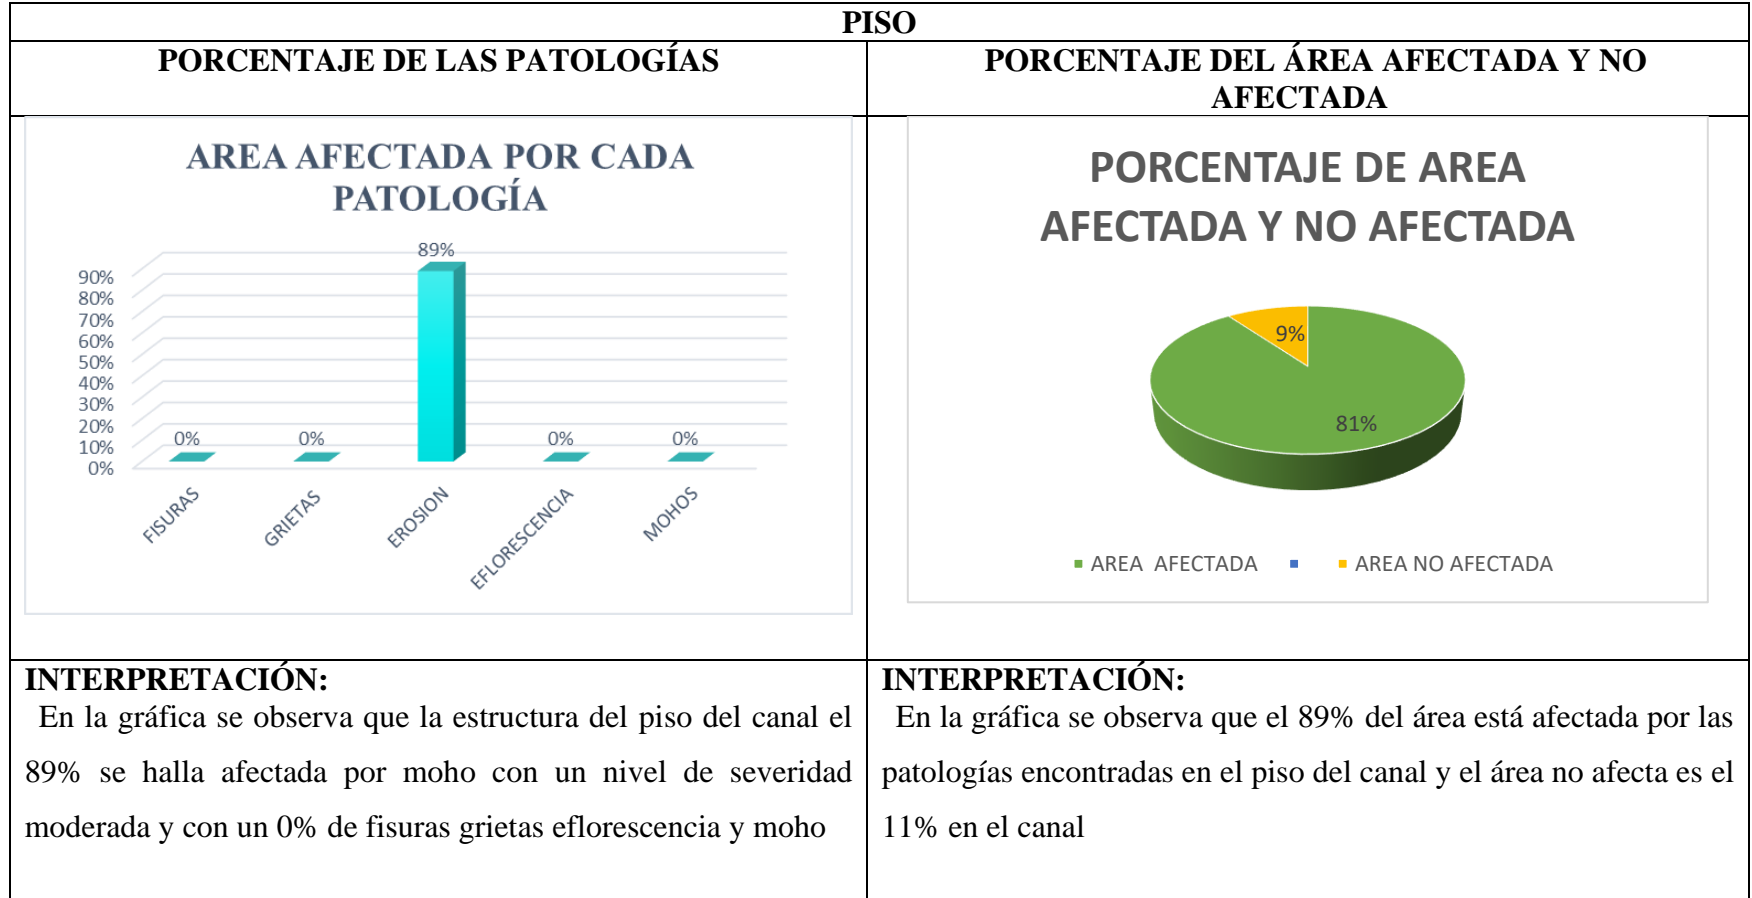 PISO
PORCENTAJE DE LAS PATOLOGÍAS
PORCENTAJE DEL ÁREA AFECTADA Y NO
AFECTADA
AREA AFECTADA POR CADA
PATOLOGÍA
89%
90%
80%
70%
60%
50%
40%
30%
20%
10%
0%
0%
0%
0%
0%
FISURAS
GRIETAS
EROSION
EFLORESCENCIA
MOHOS
PORCENTAJE DE AREA
AFECTADA Y NO AFECTADA
9%
81%
AREA AFECTADA
AREA NO AFECTADA
INTERPRETACIÓN:
En la gráfica se observa que la estructura del piso del canal el
89% se halla afectada por moho con un nivel de severidad
moderada y con un 0% de fisuras grietas eflorescencia y moho
INTERPRETACIÓN:
En la gráfica se observa que el 89% del área está afectada por las
patologías encontradas en el piso del canal y el área no afecta es el
11% en el canal